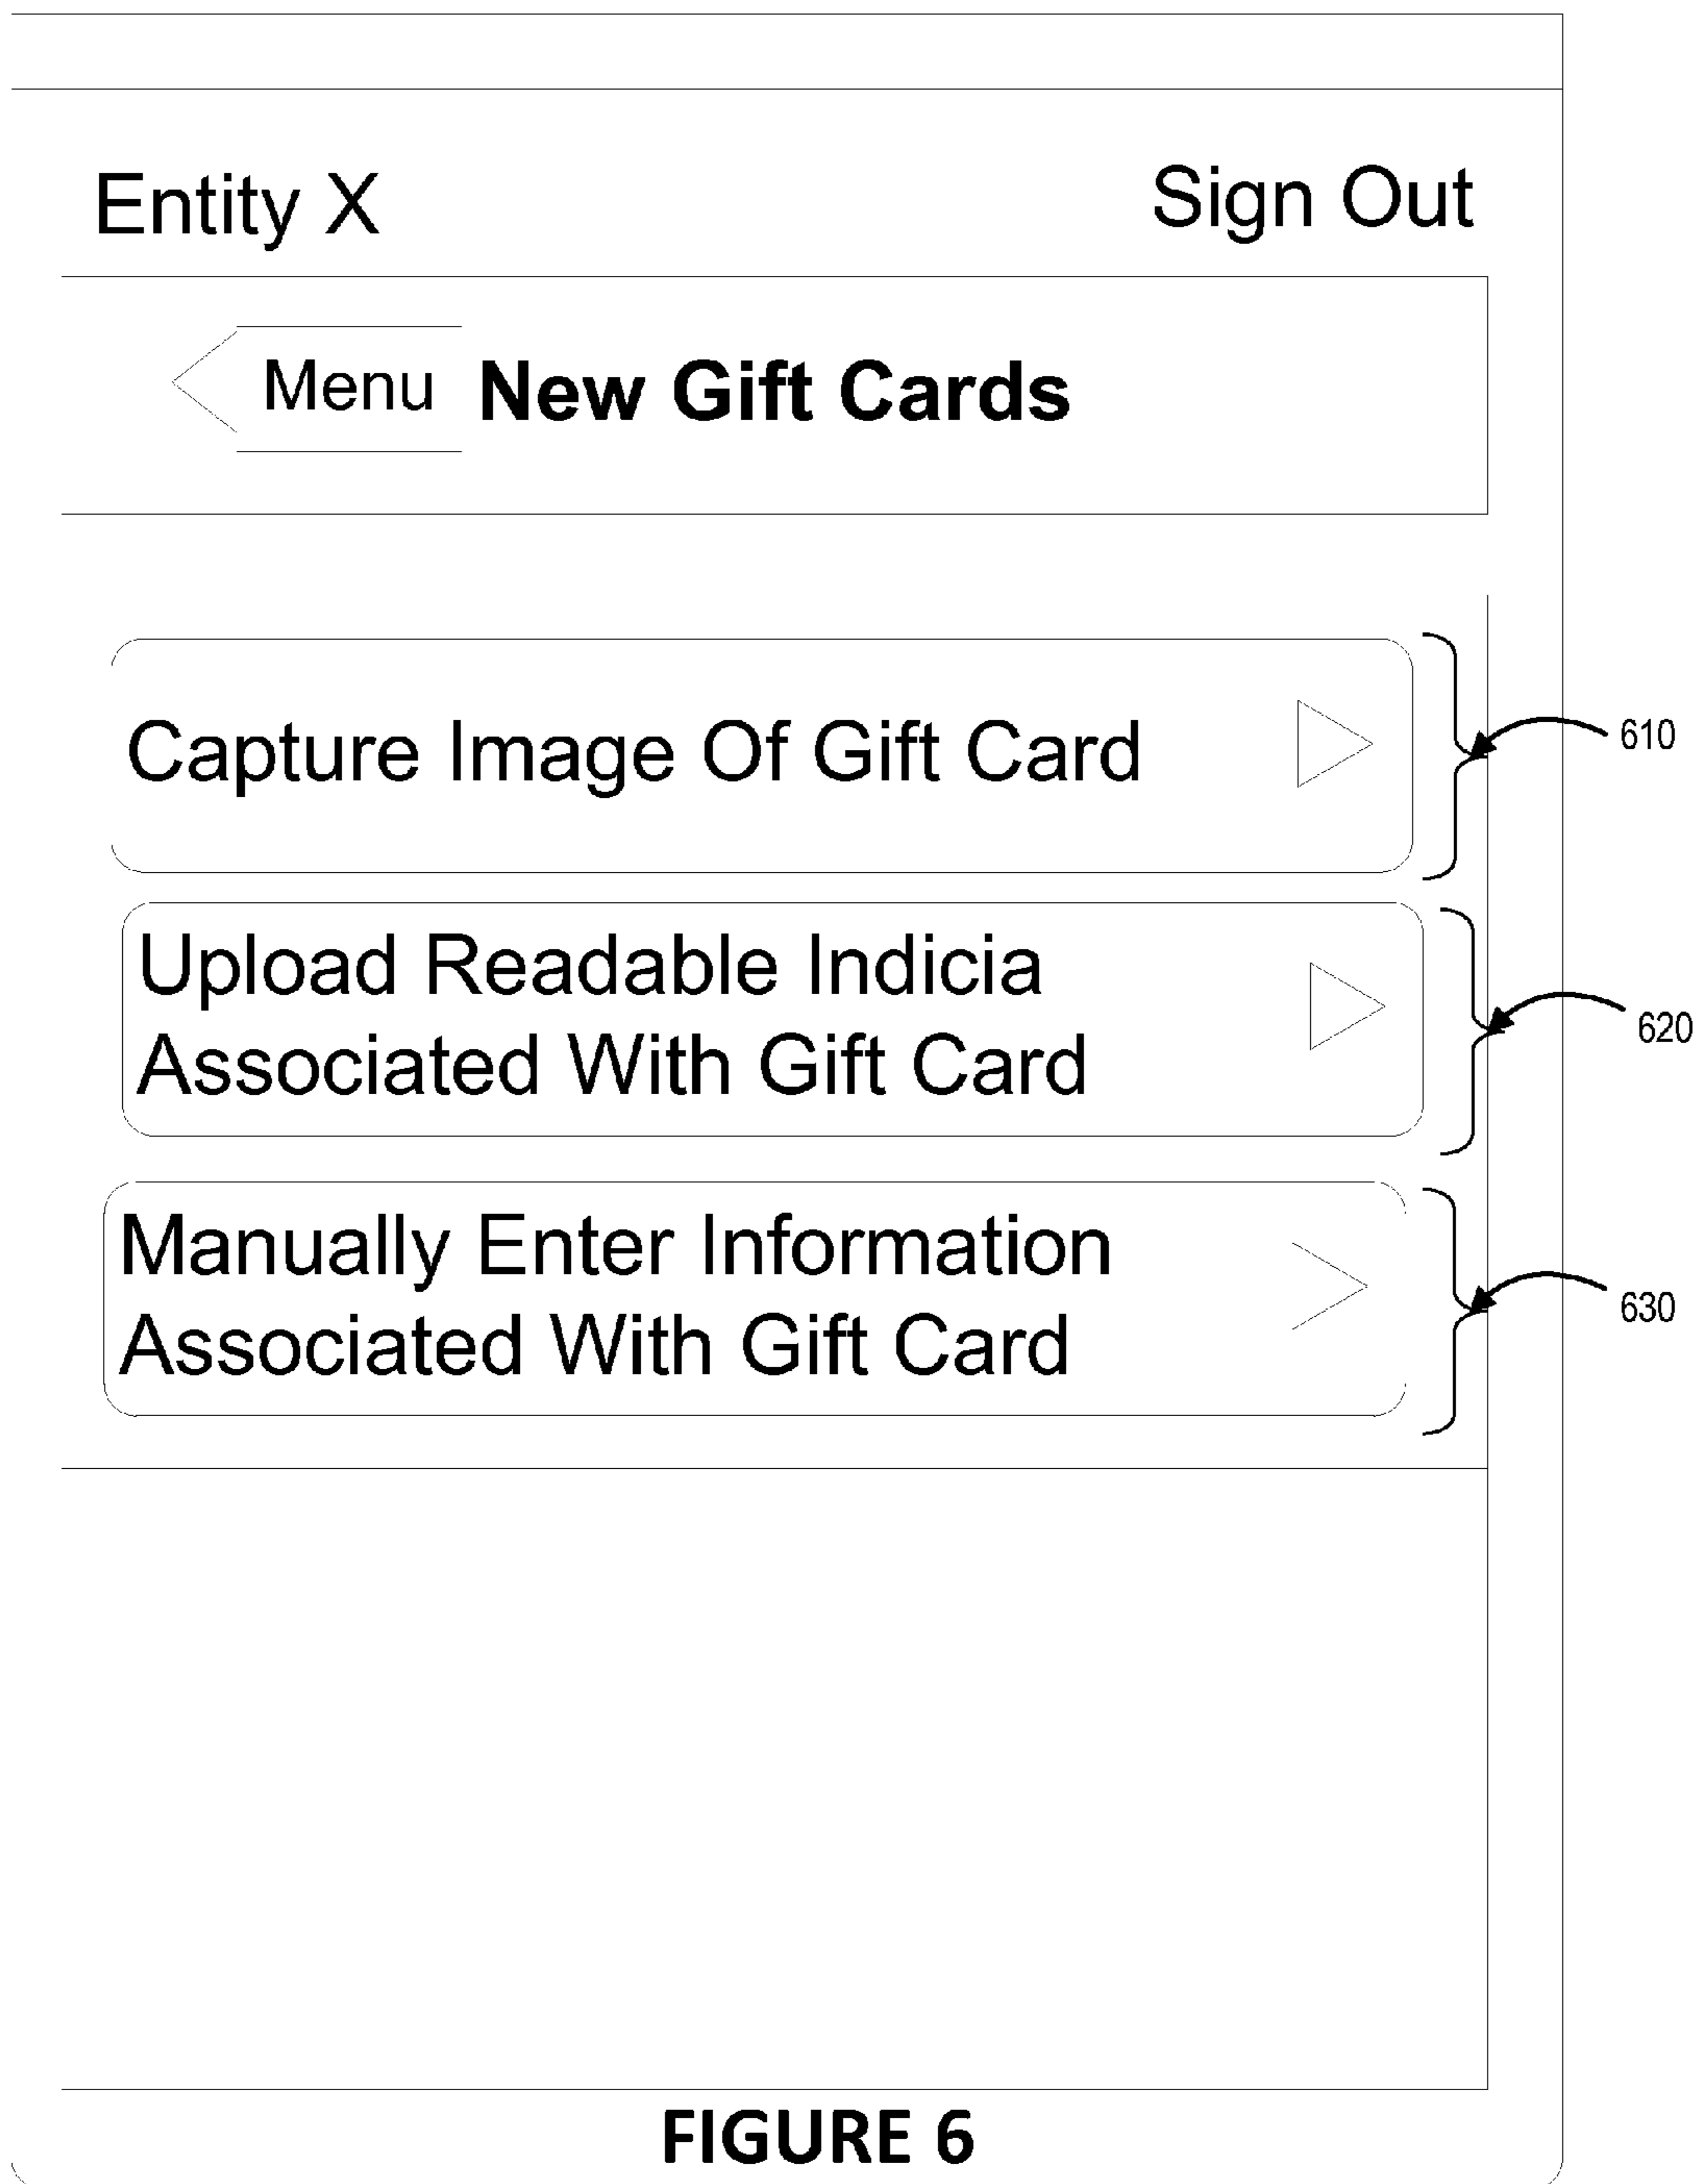 Entity X Sign Out
Menu New Gift Cards
Capture Image Of Gift Card
610
Upload Readable Indicia
Associated With Gift Card
620
Manually Enter Information
Associated With Gift Card
630
FIGURE 6